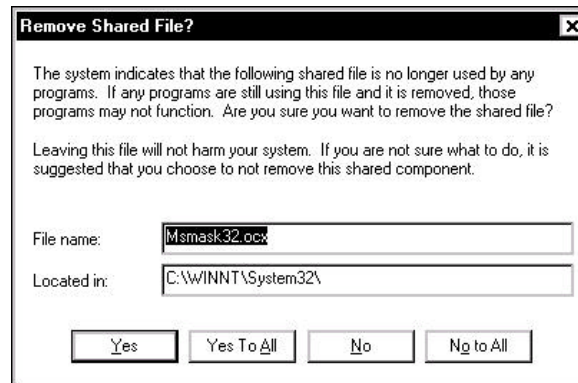 Remove Shared File?
The system indicates that the following shared file is no longer used by any
programs. If any programs are still using this file and it is removed, those
programs may not function. Are you sure you want to remove the shared file?
Leaving this file will not harm your system. If you are not sure what to do, it is
suggested that you choose to not remove this shared component.
File name: Msmask32.ocx
Located in: C:\WINNT\System32\
Yes Yes To All No No to All